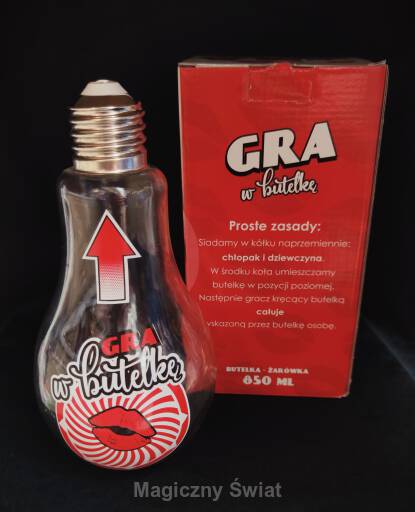 GRA
w butelkę
Proste zasady:
Siadamy w kółku naprzemiennie:
chłopak i dziewczyna.
W środku koła umieszczamy
butelkę w pozycji poziomej.
Następnie gracz kręcący butelką
całuje
wskazaną przez butelkę osobę.
BUTELKA - ŻARÓWKA
850 ML
GRA
w butelkę
Magiczny Świat